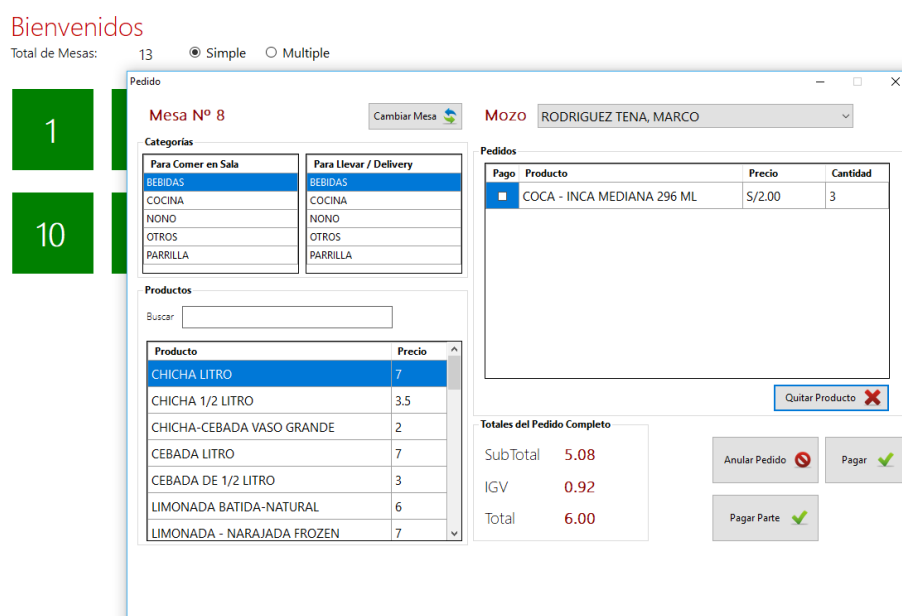 Bienvenidos
Total de Mesas: 13 Simple Multiple
1
10
Pedido
Mesa Nº 8 Cambiar Mesa
Mozo RODRIGUEZ TENA, MARCO
Categorías
Para Comer en Sala
BEBIDAS
COCINA
NONO
OTROS
PARRILLA
Para Llevar / Delivery
BEBIDAS
COCINA
NONO
OTROS
PARRILLA
Productos
Buscar
Producto Precio
CHICHA LITRO 7
CHICHA 1/2 LITRO 3.5
CHICHA-CEBADA VASO GRANDE 2
CEBADA LITRO 7
CEBADA DE 1/2 LITRO 3
LIMONADA BATIDA-NATURAL 6
LIMONADA - NARAJADA FROZEN 7
Pedidos
Pago Producto Precio Cantidad
COCA - INCA MEDIANA 296 ML S/2.00 3
Quitar Producto
Totales del Pedido Completo
SubTotal 5.08
IGV 0.92
Total 6.00
Anular Pedido
Pagar
Pagar Parte